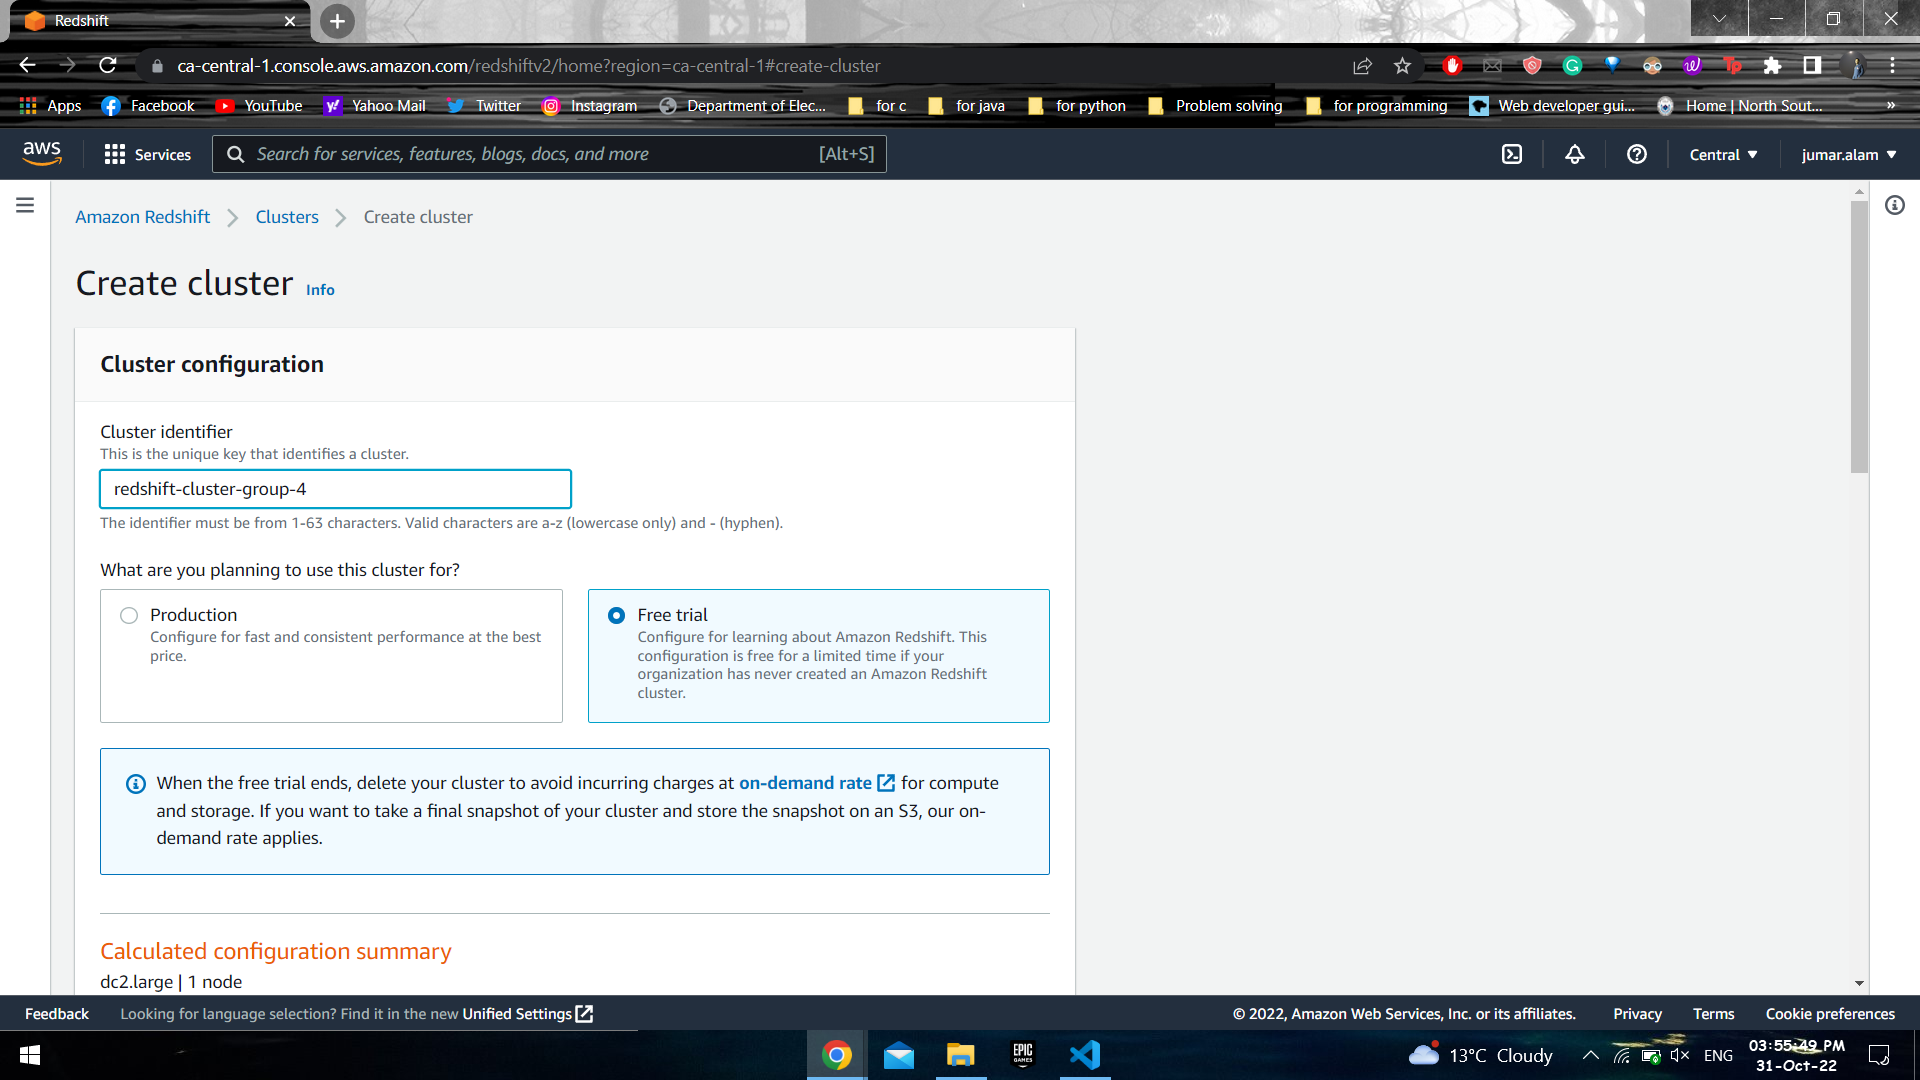 Redshift
ca-central-1.console.aws.amazon.com/redshiftv2/home?region=ca-central-1#create-cluster
Apps Facebook YouTube Yahoo Mail Twitter Instagram Department of Elec... for c for java for python Problem solving for programming Web developer gui... Home | North Sout... »
aws Services Search for services, features, blogs, docs, and more [Alt+S] Central jumar.alam
Amazon Redshift Clusters Create cluster
Create cluster Info
Cluster configuration
Cluster identifier
This is the unique key that identifies a cluster.
redshift-cluster-group-4
The identifier must be from 1-63 characters. Valid characters are a-z (lowercase only) and - (hyphen).
What are you planning to use this cluster for?
Production
Configure for fast and consistent performance at the best
price.
Free trial
Configure for learning about Amazon Redshift. This
configuration is free for a limited time if your
organization has never created an Amazon Redshift
cluster.
When the free trial ends, delete your cluster to avoid incurring charges at on-demand rate for compute
and storage. If you want to take a final snapshot of your cluster and store the snapshot on an S3, our on-
demand rate applies.
Calculated configuration summary
dc2.large | 1 node
Feedback Looking for language selection? Find it in the new Unified Settings © 2022, Amazon Web Services, Inc. or its affiliates. Privacy Terms Cookie preferences
EPIC
GAMES
13°C Cloudy ENG
03:55:49 PM
31-Oct-22